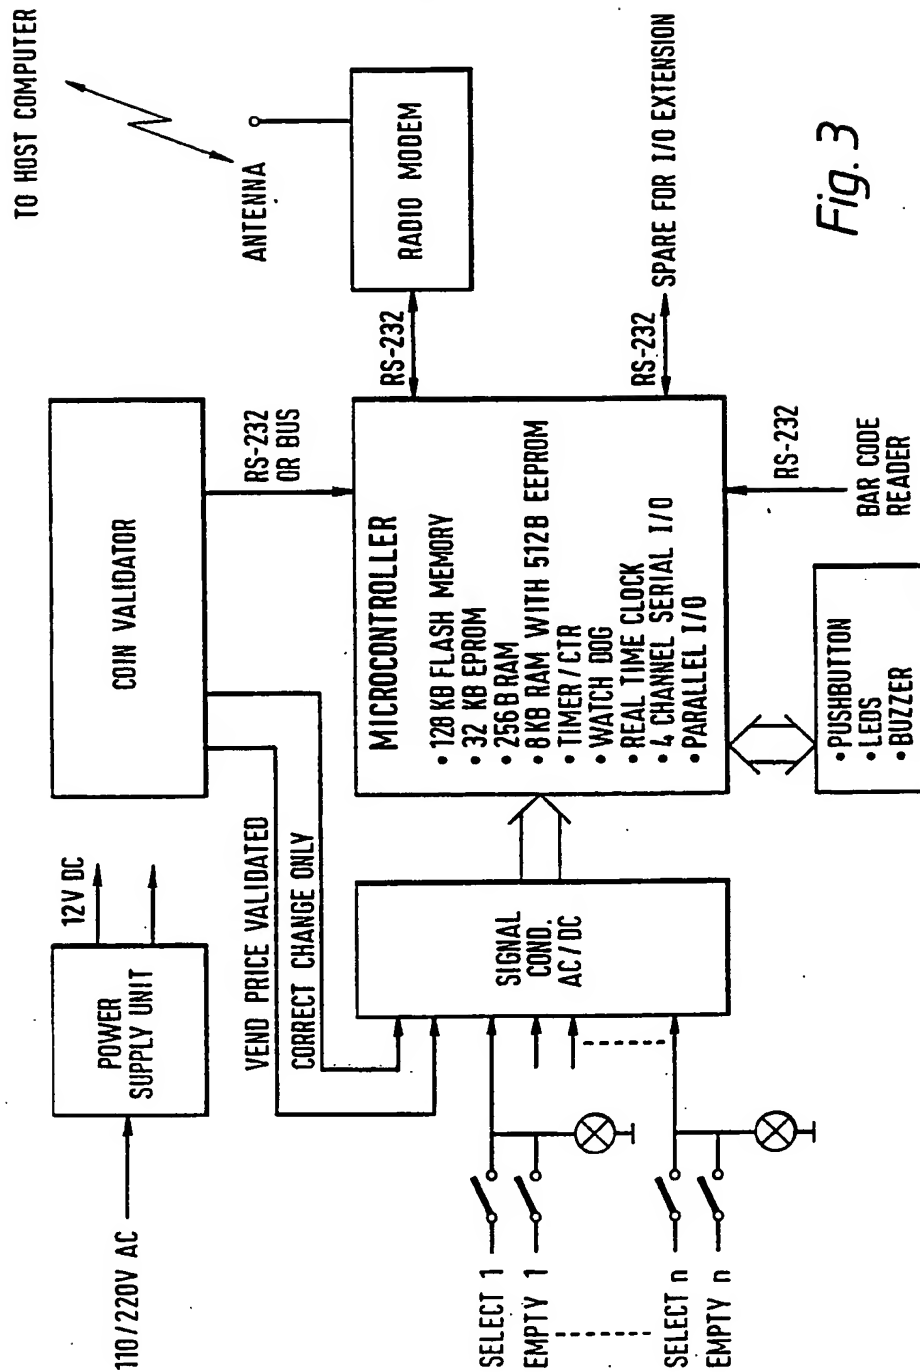 110/220V AC
POWER
SUPPLY UNIT
12V DC
COIN VALIDATOR
TO HOST COMPUTER
ANTENNA
RADIO MODEM
VEND PRICE VALIDATED
CORRECT CHANGE ONLY
RS-232
OR BUS
RS-232
SELECT 1
EMPTY 1
SELECT n
EMPTY n
SIGNAL
COND.
AC/DC
MICROCONTROLLER
• 128 KB FLASH MEMORY
• 32 KB EPROM
• 256 B RAM
• 8 KB RAM WITH 512B EEPROM
• TIMER/CTR
• WATCH DOG
• REAL TIME CLOCK
• 4 CHANNEL SERIAL I/O
• PARALLEL I/O
RS-232
SPARE FOR I/O EXTENSION
• PUSHBUTTON
• LEDS
• BUZZER
RS-232
BAR CODE
READER
Fig. 3